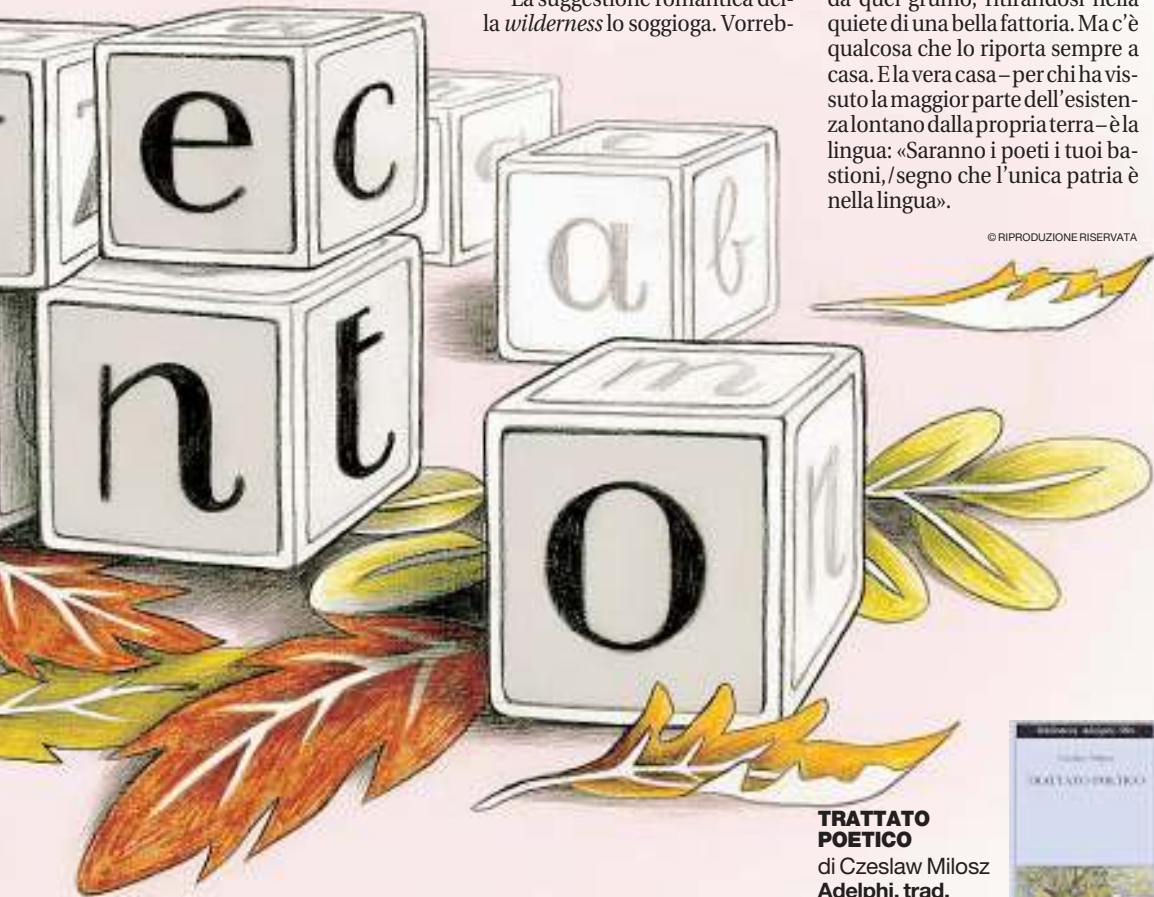 La suggestione romantica del-
la wilderness lo soggioga. Vorreb-
da quel grumo, ritirandosi nella
quiete di una bella fattoria. Ma c'è
qualcosa che lo riporta sempre a
casa. E la vera casa – per chi ha vis-
suto la maggior parte dell'esisten-
za lontano dalla propria terra – è la
lingua: «Saranno i poeti i tuoi ba-
stioni, / segno che l'unica patria è
nella lingua».
© RIPRODUZIONE RISERVATA
e c
a b
n t
m
o n
TRATTATO
POETICO
di Czeslaw Milosz
Adelphi, trad.
TRATTATO POETICO